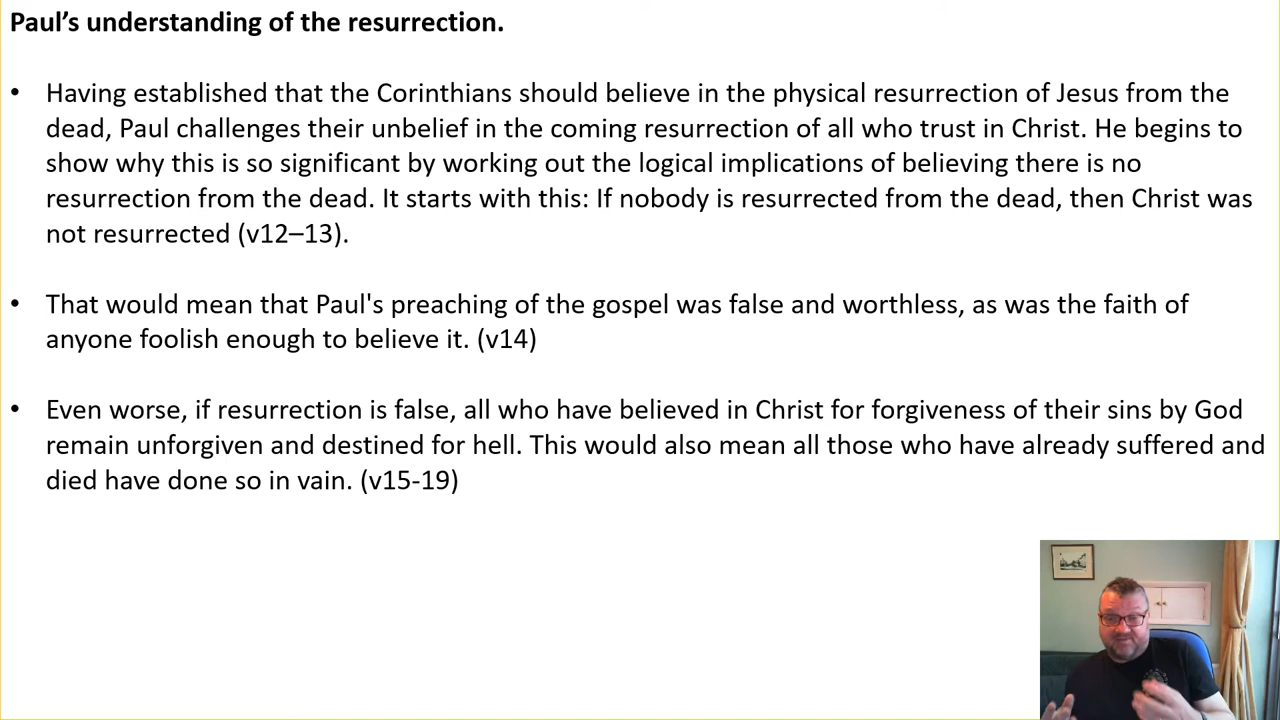 Paul’s understanding of the resurrection.
• Having established that the Corinthians should believe in the physical resurrection of Jesus from the
dead, Paul challenges their unbelief in the coming resurrection of all who trust in Christ. He begins to
show why this is so significant by working out the logical implications of believing there is no
resurrection from the dead. It starts with this: If nobody is resurrected from the dead, then Christ was
not resurrected (v12–13).
• That would mean that Paul's preaching of the gospel was false and worthless, as was the faith of
anyone foolish enough to believe it. (v14)
• Even worse, if resurrection is false, all who have believed in Christ for forgiveness of their sins by God
remain unforgiven and destined for hell. This would also mean all those who have already suffered and
died have done so in vain. (v15-19)